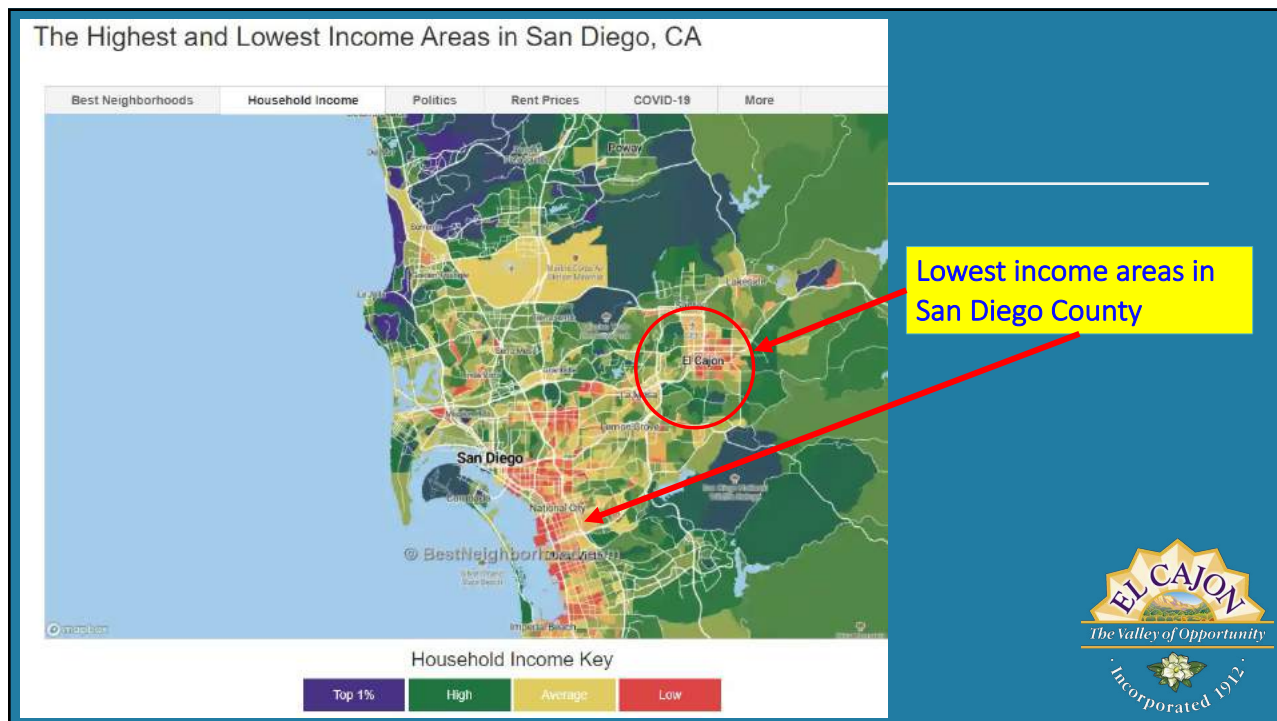 The Highest and Lowest Income Areas in San Diego, CA
Best Neighborhoods Household Income Politics Rent Prices COVID-19 More
Poway
Lakeside
La Jolla
El Cajon
La Mesa
Lemon Grove
San Diego
Coronado
National City
© BestNeighborhood
Imperial Beach
mapbox
Lowest income areas in
San Diego County
Household Income Key
Top 1% High Average Low
EL CAJON
The Valley of Opportunity
Incorporated 1912